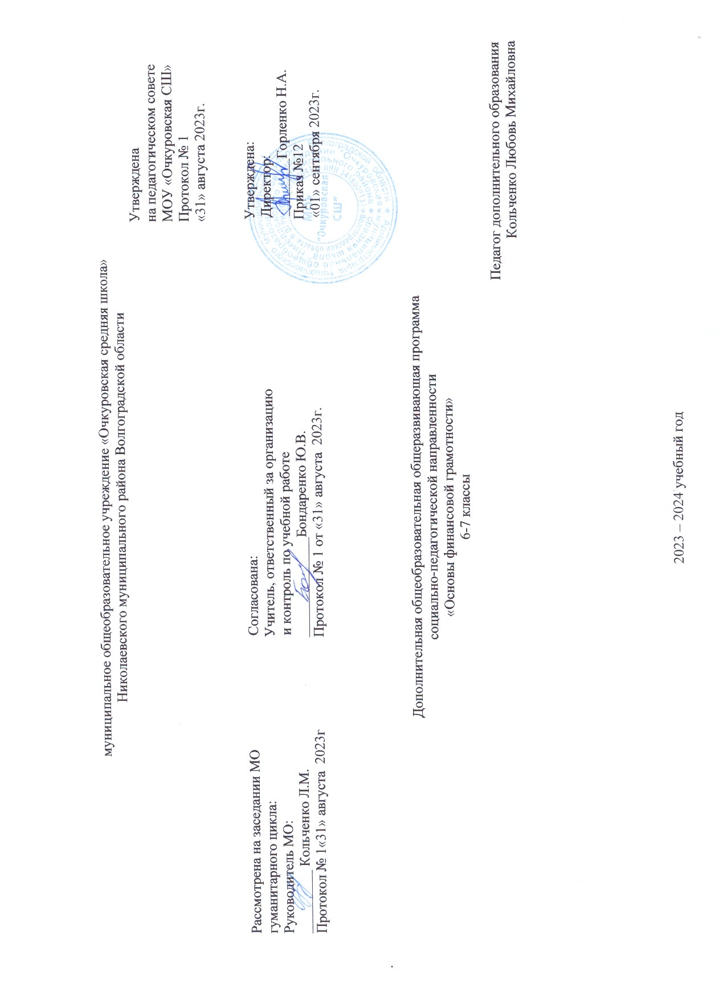 муниципальное общеобразовательное учреждение «Очкуровская средняя школа»
Николаевского муниципального района Волгоградской области
Утверждена
на педагогическом совете
МОУ «Очкуровская СШ»
Протокол № 1
«31» августа 2023г.
Рассмотрена на заседании МО
гуманитарного цикла:
Руководитель МО:
Кольченко Л.М.
Протокол № 1«31» августа 2023г
Согласована:
Учитель, ответственный за организацию
и контроль по учебной работе
Бондаренко Ю.В.
Протокол № 1 от «31» августа 2023г.
Утверждена:
Директор:
Горленко Н.А.
Приказ №12
«01» сентября 2023г.
МОУ
"Очкуровская
СШ"
Дополнительная общеобразовательная общеразвивающая программа
социально-педагогической направленности
«Основы финансовой грамотности»
6-7 классы
Педагог дополнительного образования
Кольченко Любовь Михайловна
2023 – 2024 учебный год